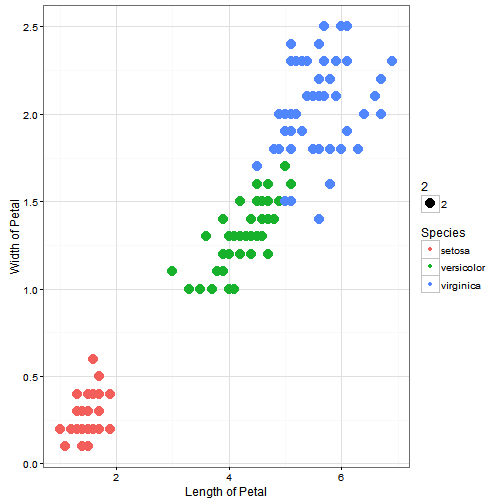 2.5
2.0
1.5
1.0
0.5
0.0
2
4
6
Length of Petal
Width of Petal
2
2
Species
setosa
versicolor
virginica